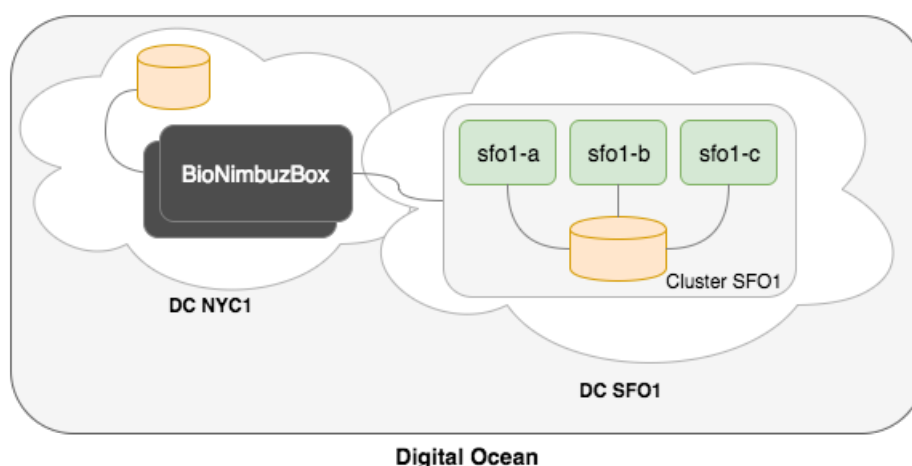 sfo1-a
sfo1-b
sfo1-c
BioNimbuzBox
Cluster SFO1
DC NYC1
DC SFO1
Digital Ocean